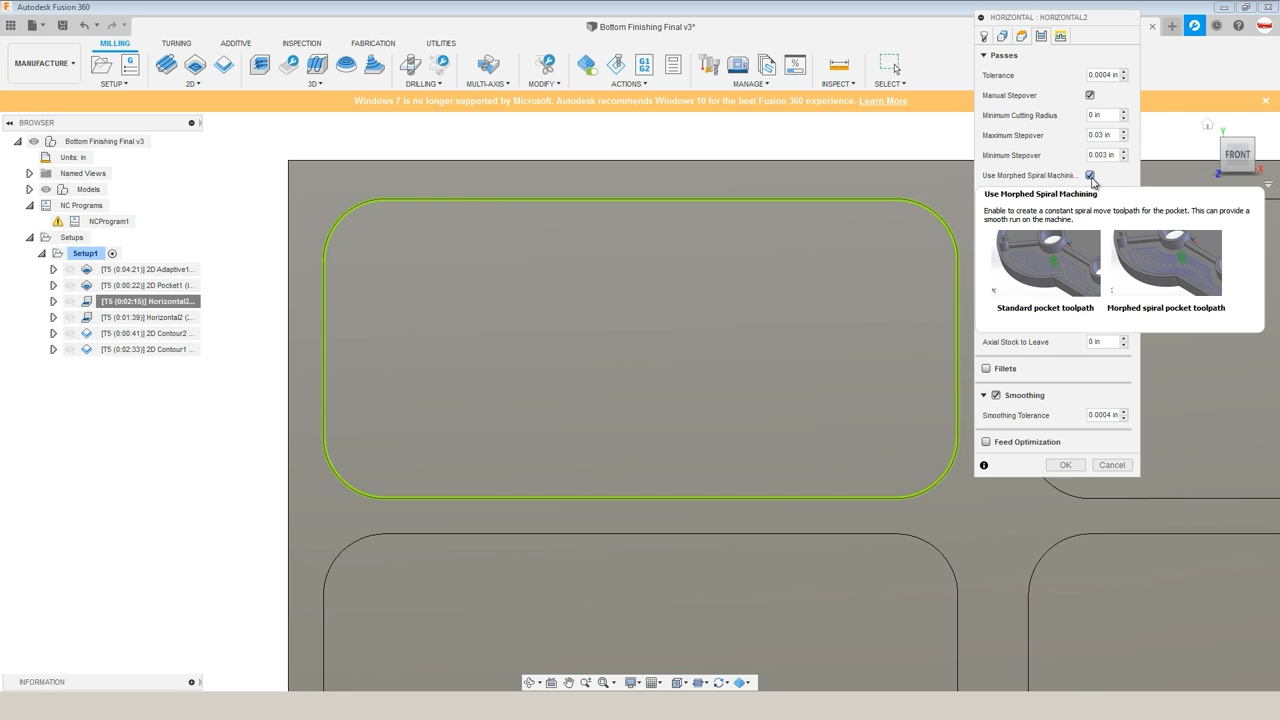 Autodesk Fusion 360
Bottom Finishing Final v3*
MANUFACTURE
MILLING
TURNING
ADDITIVE
INSPECTION
FABRICATION
UTILITIES
G1
G2
SETUP
2D
3D
DRILLING
MULTI-AXIS
MODIFY
ACTIONS
MANAGE
INSPECT
SELECT
Windows 7 is no longer supported by Microsoft. Autodesk recommends Windows 10 for the best Fusion 360 experience. Learn More
BROWSER
Bottom Finishing Final v3
Units: in
Named Views
Models
NC Programs
NCProgram1
Setups
Setup1
[T5 (0:04:21)] 2D Adaptive1...
[T5 (0:00:22)] 2D Pocket1 (I...
[T5 (0:02:15)] Horizontal2...
[T5 (0:01:39)] Horizontal2 (2...
[T5 (0:00:41)] 2D Contour2 ...
[T5 (0:02:33)] 2D Contour1 ...
HORIZONTAL : HORIZONTAL2
Passes
Tolerance 0.0004 in
Manual Stepover
Minimum Cutting Radius 0 in
Maximum Stepover 0.03 in
Minimum Stepover 0.003 in
Use Morphed Spiral Machini...
Use Morphed Spiral Machining
Enable to create a constant spiral move toolpath for the pocket. This can provide a
smooth run on the machine.
Standard pocket toolpath
Morphed spiral pocket toolpath
Axial Stock to Leave 0 in
Fillets
Smoothing
Smoothing Tolerance 0.0004 in
Feed Optimization
OK
Cancel
Y
FRONT
Z
X
INFORMATION